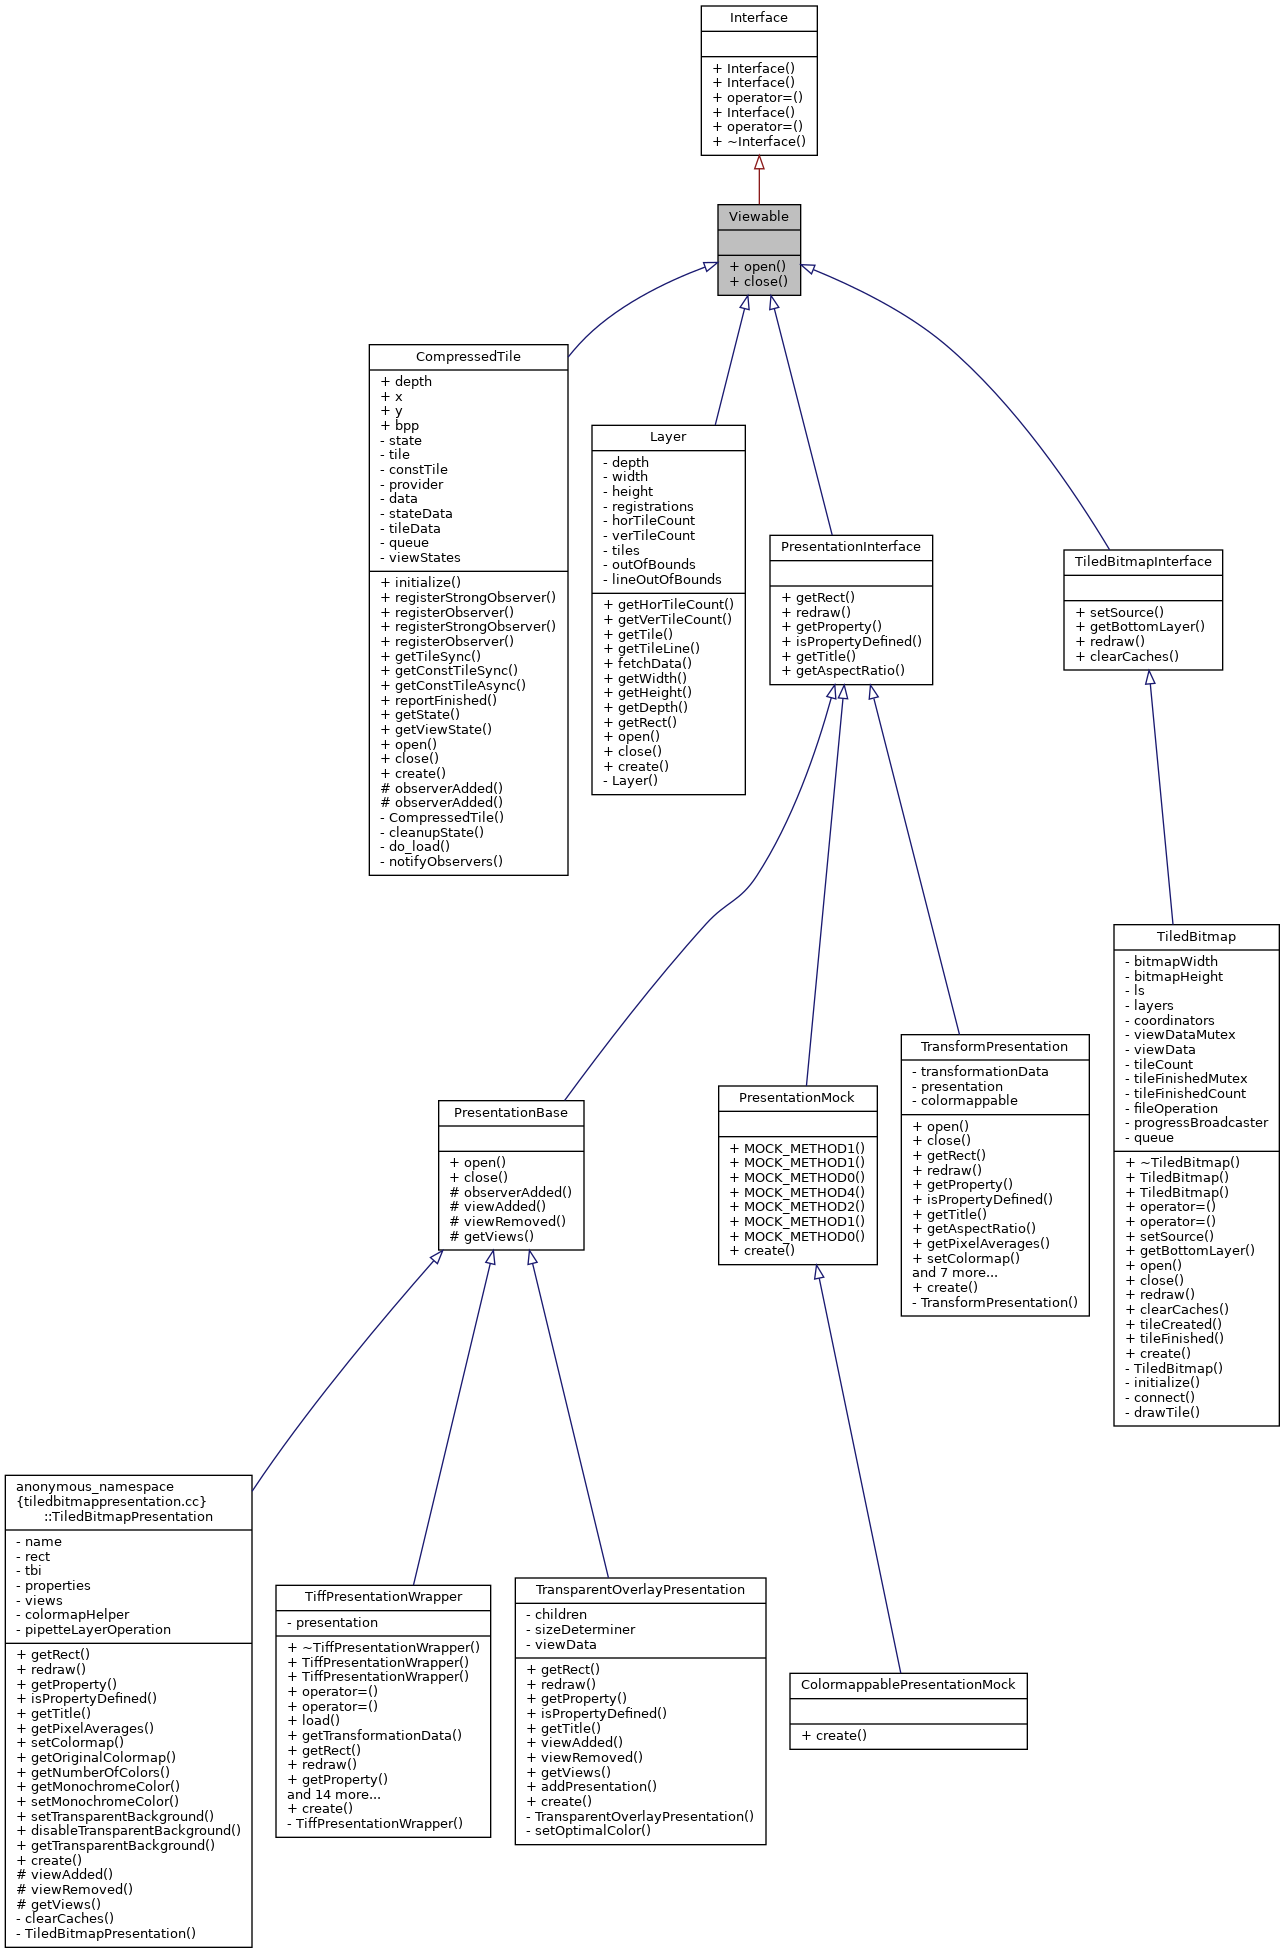 Interface
+ Interface()
+ Interface()
+ operator=()
+ Interface()
+ operator=()
+ ~Interface()
Viewable
+ open()
+ close()
CompressedTile
+ depth
+ x
+ y
+ bpp
- state
- tile
- constTile
- provider
- data
- stateData
- tileData
- queue
- viewStates
+ initialize()
+ registerStrongObserver()
+ registerObserver()
+ registerStrongObserver()
+ registerObserver()
+ getTileSync()
+ getConstTileSync()
+ getConstTileAsync()
+ reportFinished()
+ getState()
+ getViewState()
+ open()
+ close()
+ create()
# observerAdded()
# observerAdded()
- CompressedTile()
- cleanupState()
- do_load()
- notifyObservers()
Layer
- depth
- width
- height
- registrations
- horTileCount
- verTileCount
- tiles
- outOfBounds
- lineOutOfBounds
+ getHorTileCount()
+ getVerTileCount()
+ getTile()
+ getTileLine()
+ fetchData()
+ getWidth()
+ getHeight()
+ getDepth()
+ getRect()
+ open()
+ close()
+ create()
- Layer()
PresentationInterface
+ getRect()
+ redraw()
+ getProperty()
+ isPropertyDefined()
+ getTitle()
+ getAspectRatio()
TiledBitmapInterface
+ setSource()
+ getBottomLayer()
+ redraw()
+ clearCaches()
TiledBitmap
- bitmapWidth
- bitmapHeight
- ls
- layers
- coordinators
- viewDataMutex
- viewData
- tileCount
- tileFinishedMutex
- tileFinishedCount
- fileOperation
- progressBroadcaster
- queue
+ ~TiledBitmap()
+ TiledBitmap()
+ TiledBitmap()
+ operator=()
+ operator=()
+ setSource()
+ getBottomLayer()
+ open()
+ close()
+ redraw()
+ clearCaches()
+ tileCreated()
+ tileFinished()
+ create()
- TiledBitmap()
- initialize()
- connect()
- drawTile()
PresentationBase
+ open()
+ close()
# observerAdded()
# viewAdded()
# viewRemoved()
# getViews()
PresentationMock
+ MOCK_METHOD1()
+ MOCK_METHOD1()
+ MOCK_METHOD0()
+ MOCK_METHOD4()
+ MOCK_METHOD2()
+ MOCK_METHOD1()
+ MOCK_METHOD0()
+ create()
TransformPresentation
- transformationData
- presentation
- colormappable
+ open()
+ close()
+ getRect()
+ redraw()
+ getProperty()
+ isPropertyDefined()
+ getTitle()
+ getAspectRatio()
+ getPixelAverages()
+ setColormap()
and 7 more...
+ create()
- TransformPresentation()
anonymous_namespace
{tiledbitmappresentation.cc}
::TiledBitmapPresentation
- name
- rect
- tbi
- properties
- views
- colormapHelper
- pipetteLayerOperation
+ getRect()
+ redraw()
+ getProperty()
+ isPropertyDefined()
+ getTitle()
+ getPixelAverages()
+ setColormap()
+ getOriginalColormap()
+ getNumberOfColors()
+ getMonochromeColor()
+ setMonochromeColor()
+ setTransparentBackground()
+ disableTransparentBackground()
+ getTransparentBackground()
+ create()
# viewAdded()
# viewRemoved()
# getViews()
- clearCaches()
- TiledBitmapPresentation()
TiffPresentationWrapper
- presentation
+ ~TiffPresentationWrapper()
+ TiffPresentationWrapper()
+ TiffPresentationWrapper()
+ operator=()
+ operator=()
+ load()
+ getTransformationData()
+ getRect()
+ redraw()
+ getProperty()
and 14 more...
+ create()
- TiffPresentationWrapper()
TransparentOverlayPresentation
- children
- sizeDeterminer
- viewData
+ getRect()
+ redraw()
+ getProperty()
+ isPropertyDefined()
+ getTitle()
+ viewAdded()
+ viewRemoved()
+ getViews()
+ addPresentation()
+ create()
- TransparentOverlayPresentation()
- setOptimalColor()
ColormappablePresentationMock
+ create()